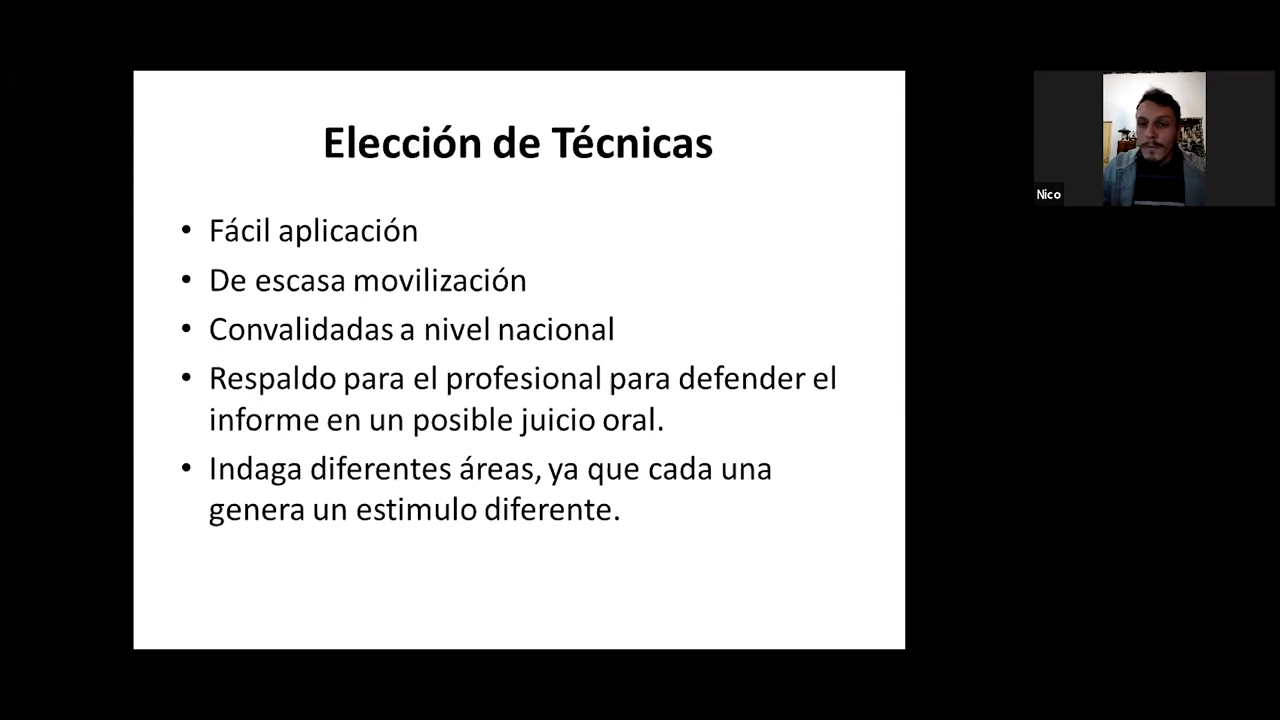 Elección de Técnicas
• Fácil aplicación
• De escasa movilización
• Convalidadas a nivel nacional
• Respaldo para el profesional para defender el
informe en un posible juicio oral.
• Indaga diferentes áreas, ya que cada una
genera un estimulo diferente.
Nico